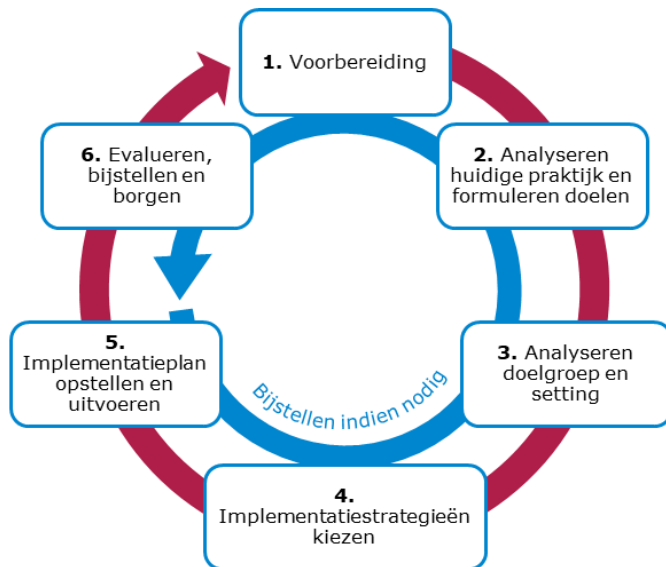 1. Voorbereiding
2. Analyseren
huidige praktijk en
formuleren doelen
3. Analyseren
doelgroep en
setting
4.
Implementatiestrategieën
kiezen
5.
Implementatieplan
opstellen en
uitvoeren
6. Evalueren,
bijstellen en
borgen
Bijstellen indien nodig